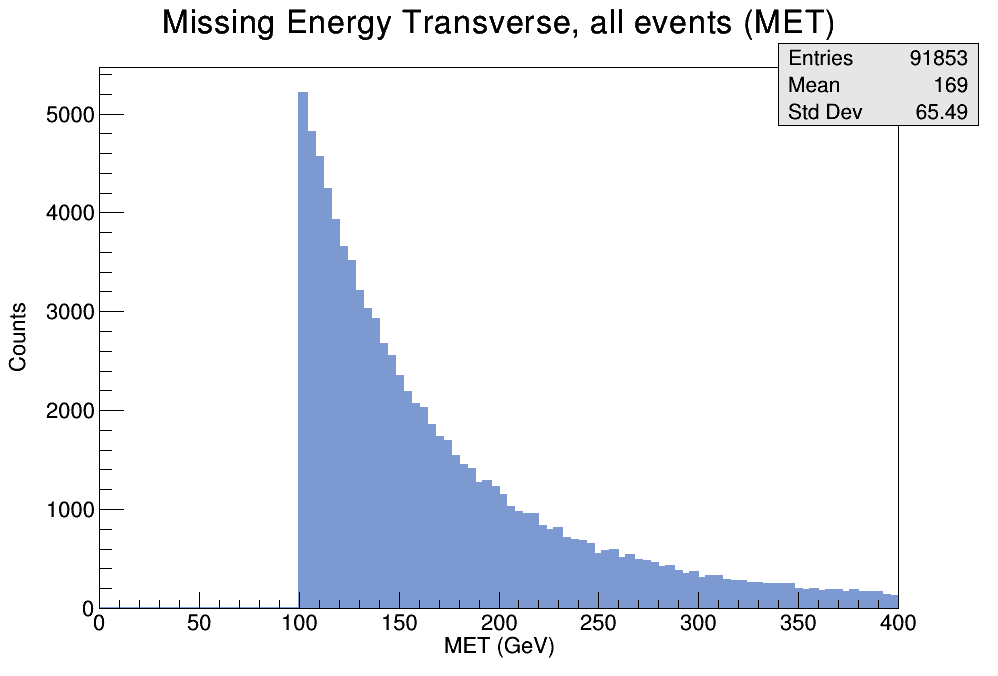 Missing Energy Transverse, all events (MET)
Entries 91853
Mean 169
Std Dev 65.49
5000
4000
3000
2000
1000
0
Counts
0 50 100 150 200 250 300 350 400
MET (GeV)